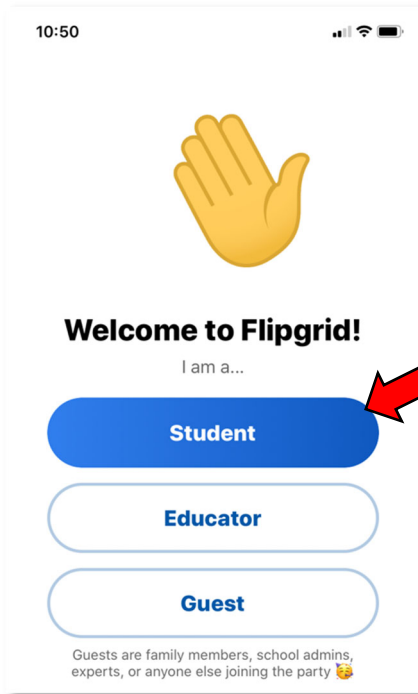 10:50
Welcome to Flipgrid!
I am a...
Student
Educator
Guest
Guests are family members, school admins,
experts, or anyone else joining the party 🥳